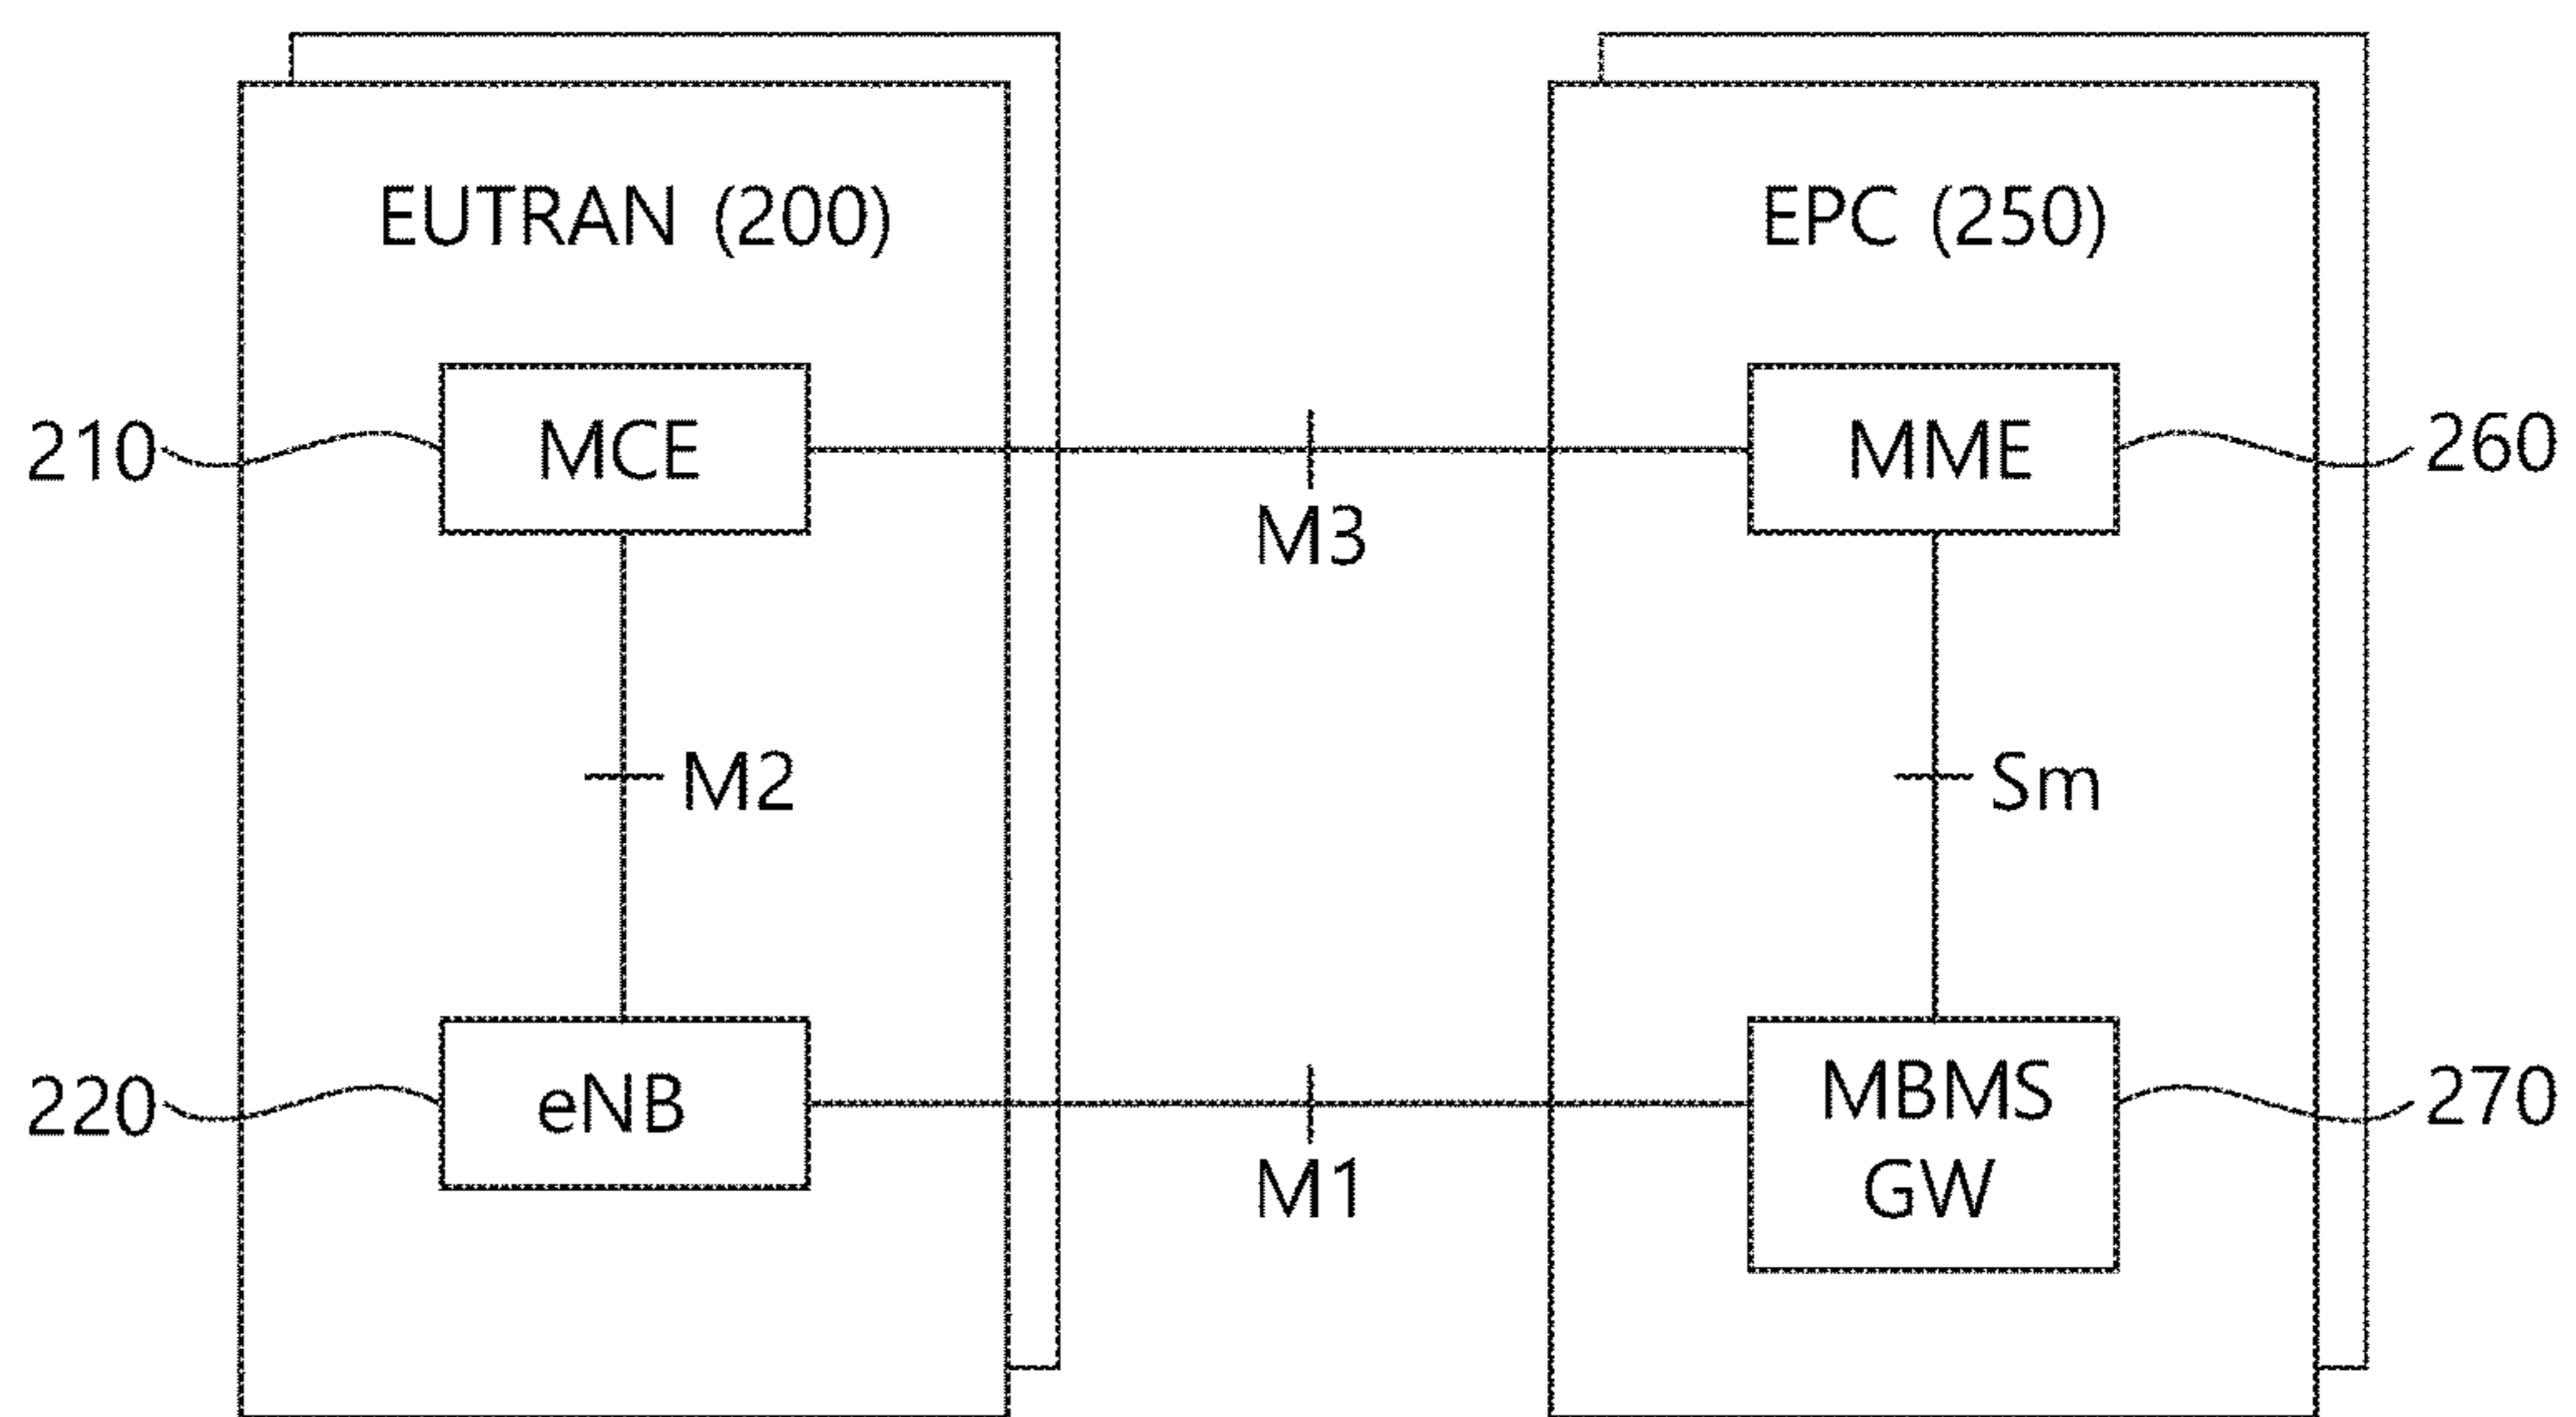 EUTRAN (200)
EPC (250)
210
MCE
M3
MME
260
M2
Sm
220
eNB
M1
MBMS
GW
270